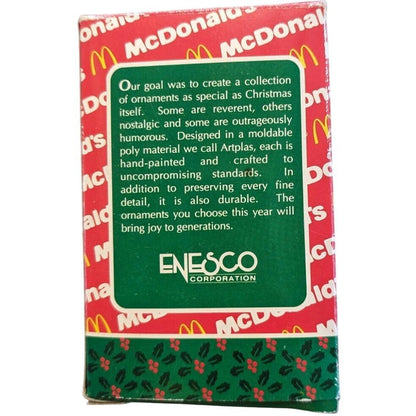 McDonald's
Our goal was to create a collection
of ornaments as special as Christmas
itself. Some are reverent, others
nostalgic and some are outrageously
humorous. Designed in a moldable
poly material we call Artplas, each is
hand-painted and crafted to
uncompromising standards. In
addition to preserving every fine
detail, it is also durable. The
ornaments you choose this year will
bring joy to generations.
ENESCO
CORPORATION
McDonald's